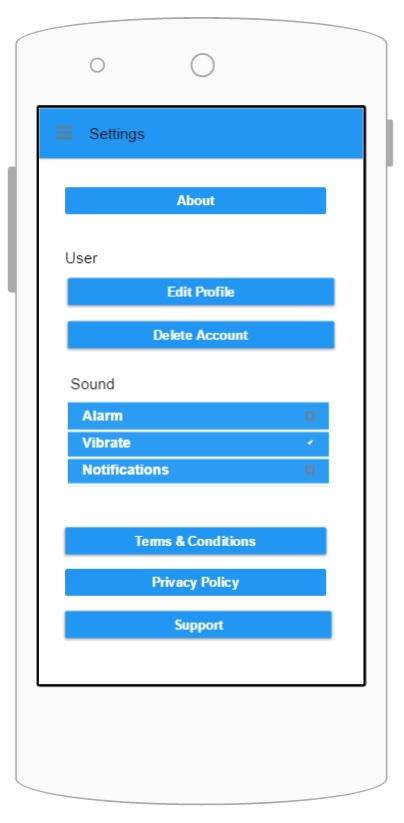 Settings
About
User
Edit Profile
Delete Account
Sound
Alarm
Vibrate
Notifications
Terms & Conditions
Privacy Policy
Support